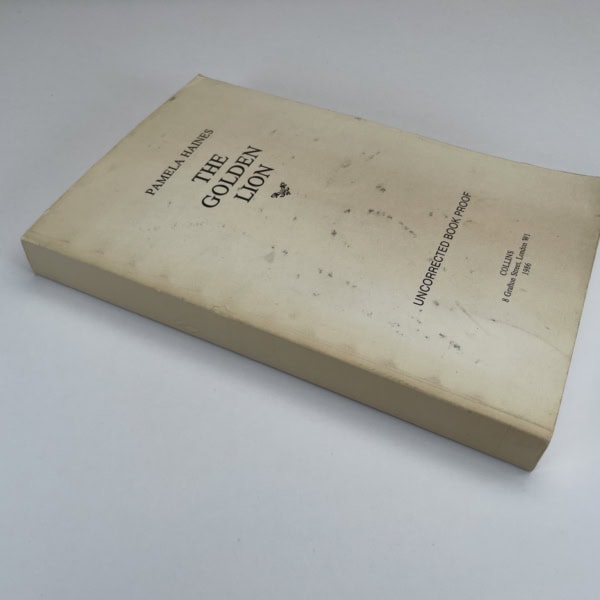 PAMELA HAINES
THE
GOLDEN
LION
UNCORRECTED BOOK PROOF
COLLINS
8 Grafton Street, London W1
1986